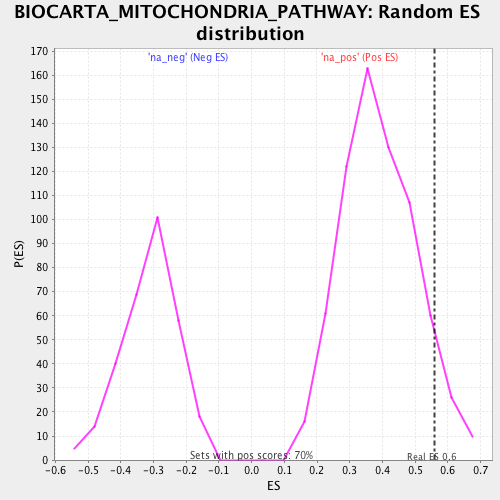 BIOCARTA_MITOCHONDRIA_PATHWAY: Random ES
distribution
'na_neg' (Neg ES) 'na_pos' (Pos ES)
170
160
150
140
130
120
110
100
90
80
70
60
50
40
30
20
10
0
P(ES)
Sets with pos scores: 70%
Real ES 0.6
-0.6 -0.5 -0.4 -0.3 -0.2 -0.1 0.0 0.1 0.2 0.3 0.4 0.5 0.6 0.7
ES